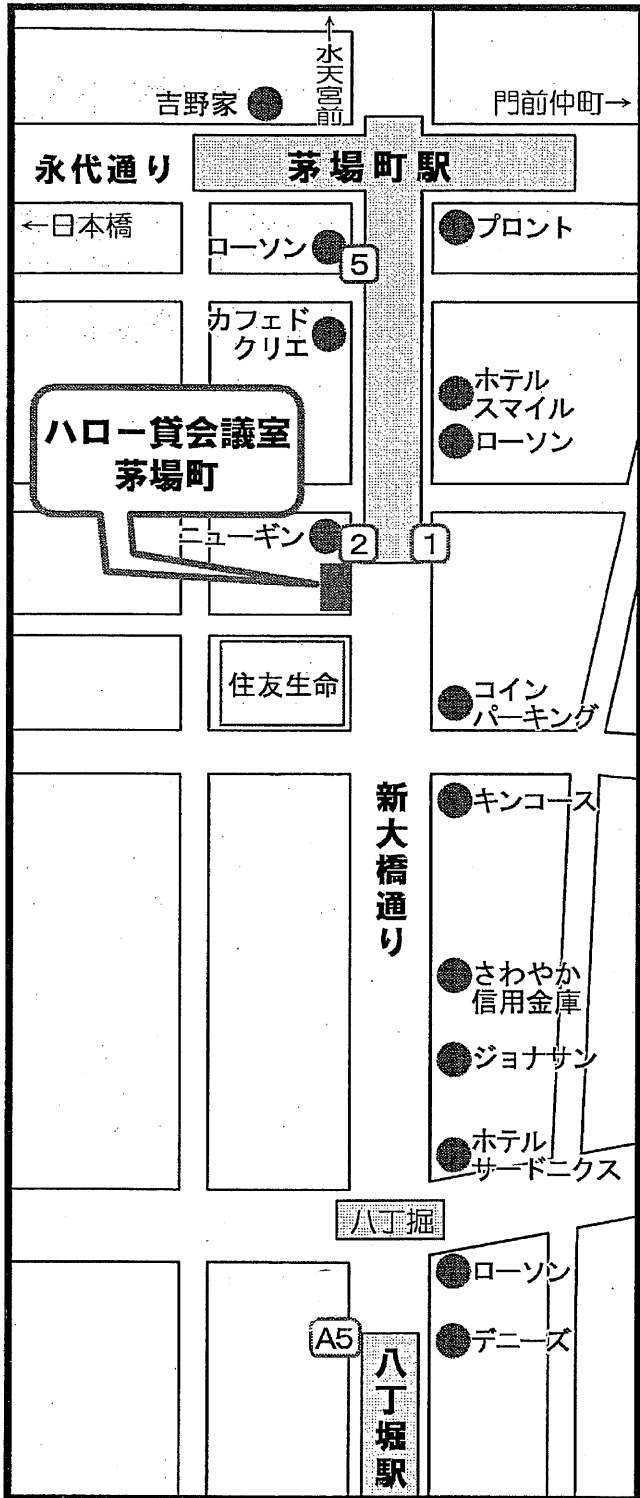 ↑水天宮前
吉野家
門前仲町→
永代通り
茅場町駅
←日本橋
ローソン
5
プロント
カフェド
クリエ
ホテル
スマイル
ローソン
ハロー貸会議室
茅場町
ニューギン
2
1
住友生命
コイン
パーキング
新大橋通り
キンコース
さわやか
信用金庫
ジョナサン
ホテル
サードニクス
八丁堀
ローソン
A5
デニーズ
八丁堀駅